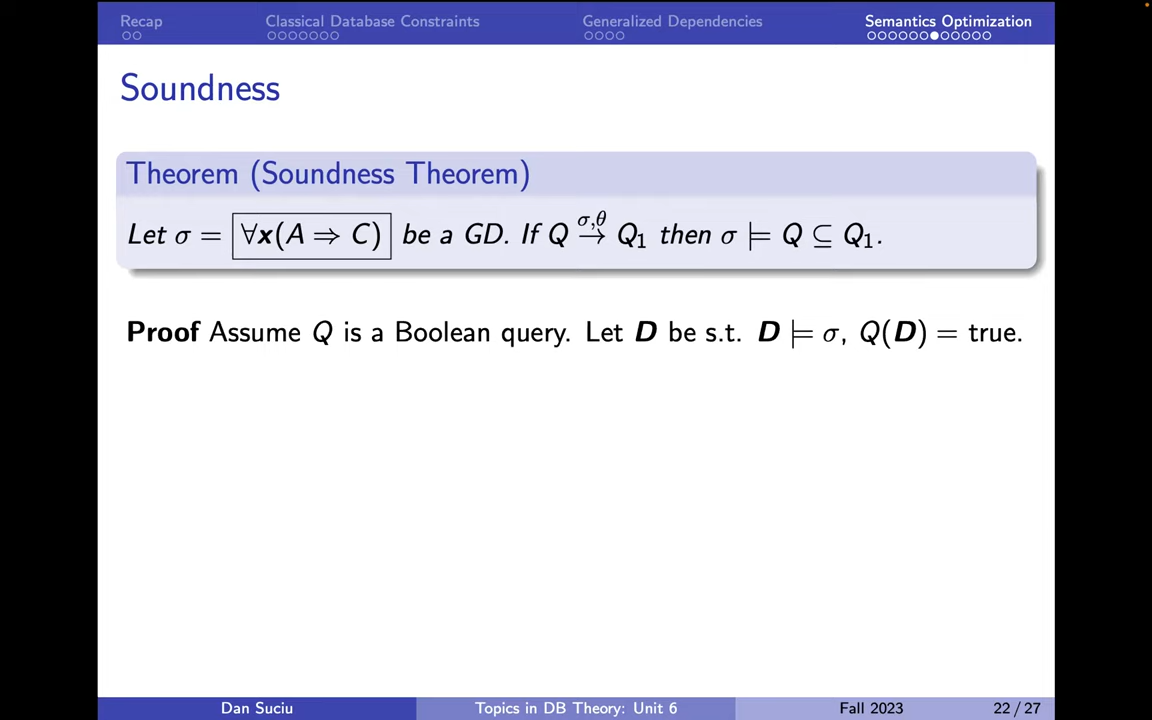 Recap Classical Database Constraints Generalized Dependencies Semantics Optimization
Soundness
Theorem (Soundness Theorem)
Let σ = ∀x(A ⇒ C) be a GD. If Q →^{σ,θ} Q₁ then σ ⊨ Q ⊆ Q₁.
Proof Assume Q is a Boolean query. Let D be s.t. D ⊨ σ, Q(D) = true.
Dan Suciu Topics in DB Theory: Unit 6 Fall 2023 22 / 27